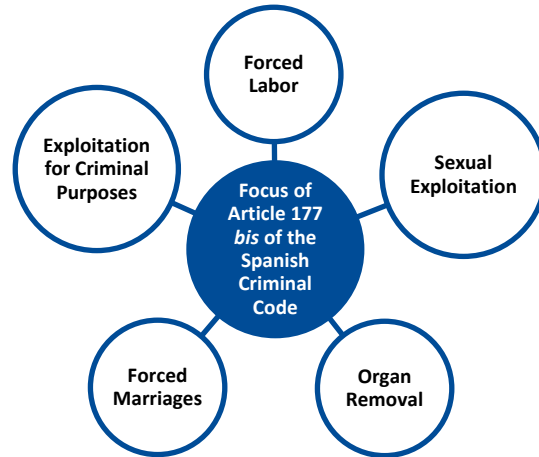 Forced
Labor
Exploitation
for Criminal
Purposes
Sexual
Exploitation
Focus of
Article 177
bis of the
Spanish
Criminal
Code
Forced
Marriages
Organ
Removal